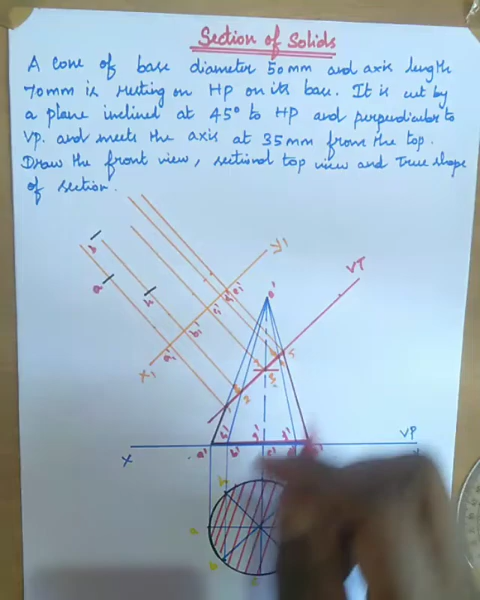 Section of Solids
A cone of base diameter 50mm and axis length
70mm is resting on HP on its base. It is cut by
a plane inclined at 45° to HP and perpendicular to
VP. and meets the axis at 35mm from the top.
Draw the front view, sectional top view and True shape
of section.
Y1
VT
b
a
h
o'
e'
d'
c'
b'
a'
X1
VP
X
a'
b'
h
a
b
c